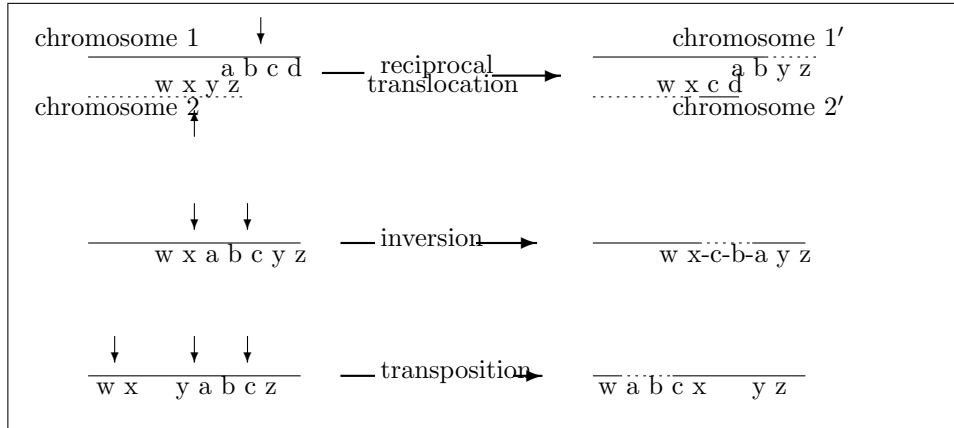 chromosome 1
chromosome 1′
a b c d
reciprocal
translocation
a b y z
w x y z
w x c d
chromosome 2
chromosome 2′
w x a b c y z
inversion
w x-c-b-a y z
w x y a b c z
transposition
w a b c x y z